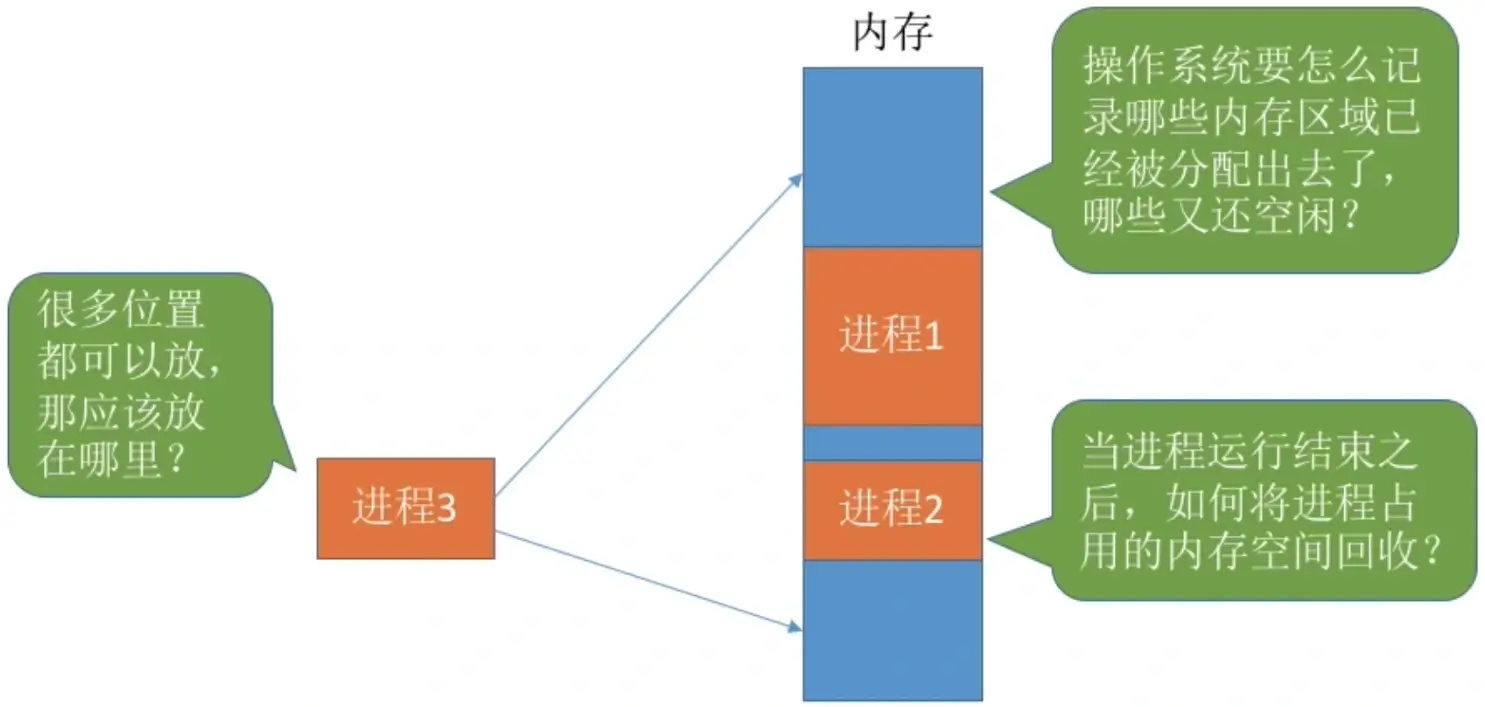 内存
操作系统要怎么记
录哪些内存区域已
经被分配出去了，
哪些又还空闲？
很多位置
都可以放，
那应该放
在哪里？
进程1
进程3
进程2
当进程运行结束之
后，如何将进程占
用的内存空间回收？